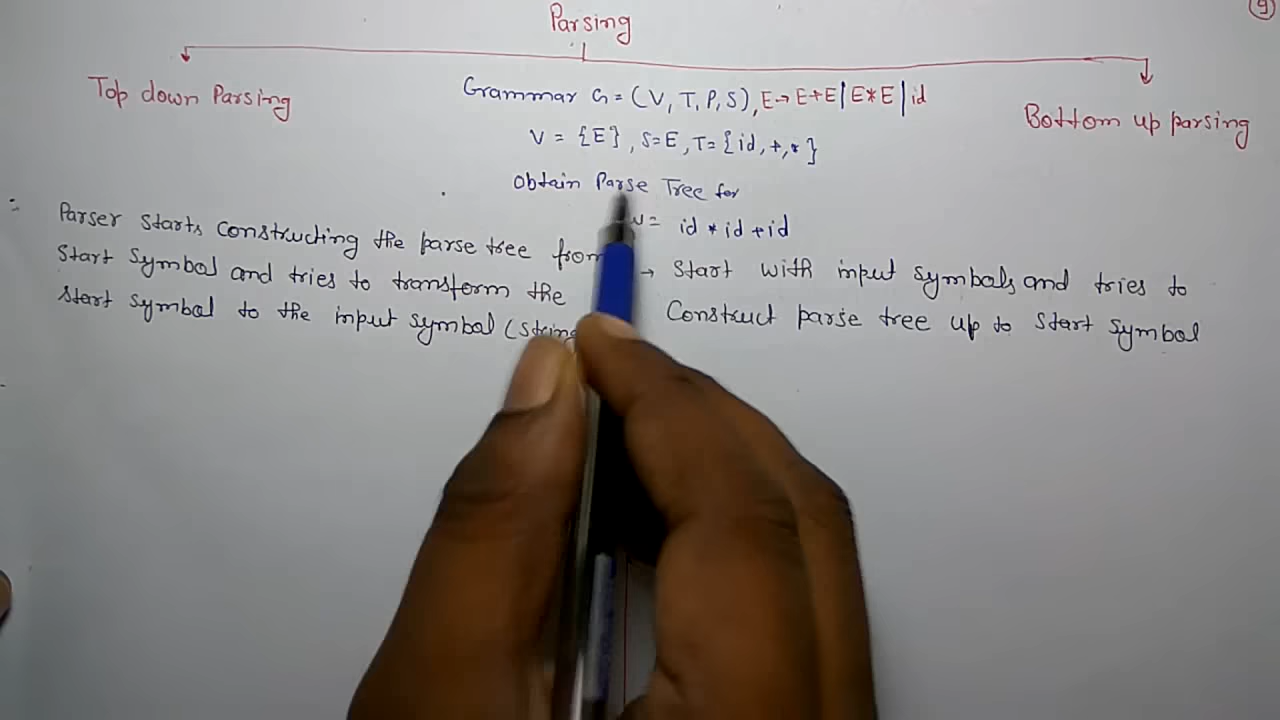 9
Parsing
Top down Parsing
Grammar G = (V, T, P, S), E→ E+E | E*E | id
Bottom up parsing
V = {E}, S=E, T={id, +, *}
Obtain Parse Tree for
w= id * id + id
Parser starts constructing the parse tree from
Start Symbol and tries to transform the
Start symbol to the input symbol (string
→ Start with input symbols and tries to
Construct parse tree up to start symbol